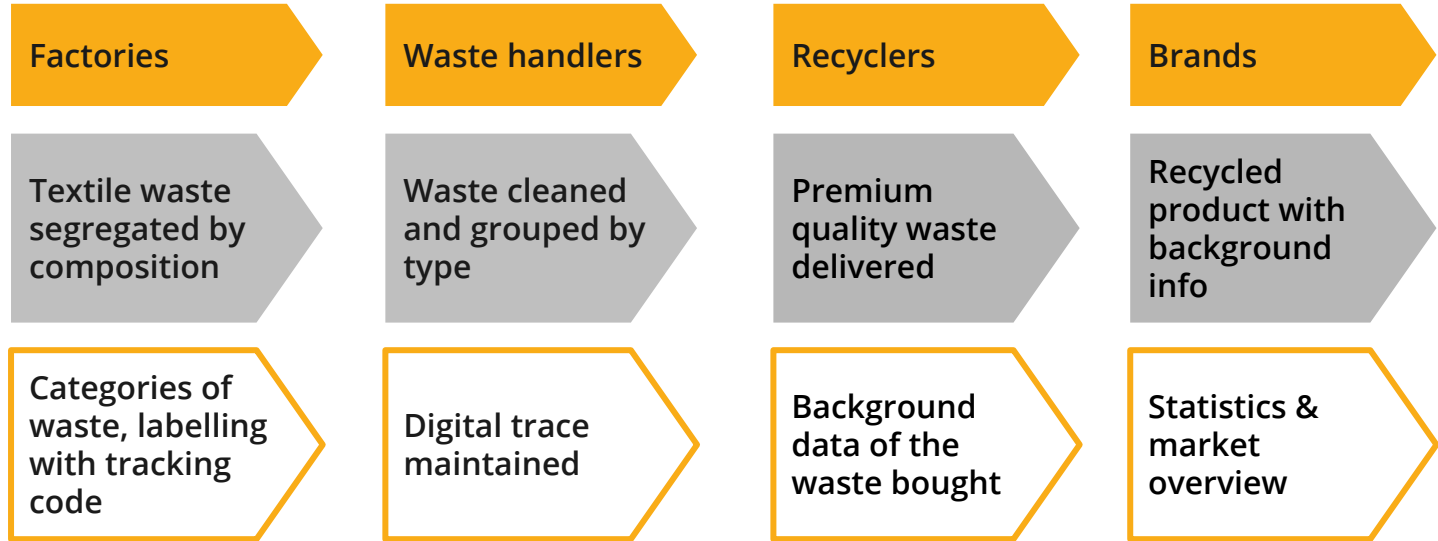 Factories
Waste handlers
Recyclers
Brands
Textile waste
segregated by
composition
Waste cleaned
and grouped by
type
Premium
quality waste
delivered
Recycled
product with
background
info
Categories of
waste, labelling
with tracking
code
Digital trace
maintained
Background
data of the
waste bought
Statistics &
market
overview